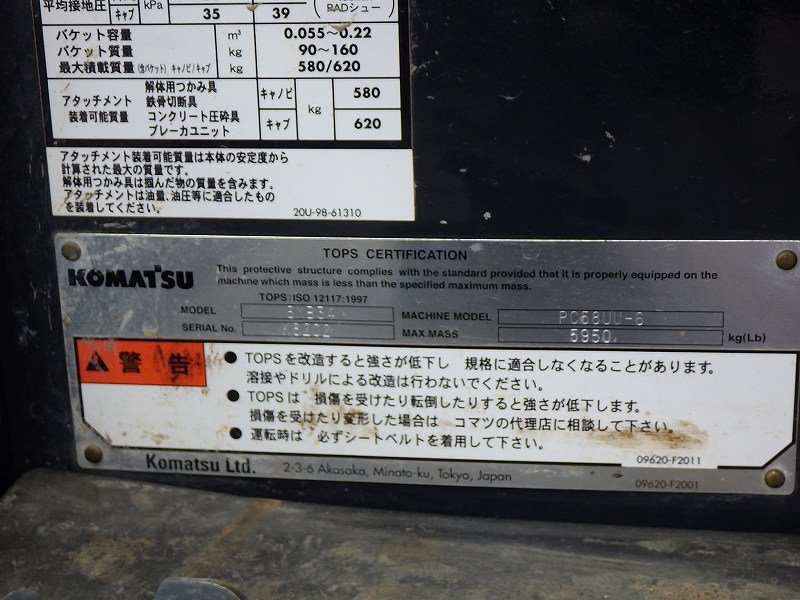 平均接地圧 キャブ kPa 35 39 RADシュー
バケット容量 m³ 0.055〜0.22
バケット質量 kg 90〜160
最大積載質量 (含バケット) キャノピ/キャブ kg 580/620
アタッチメント
装着可能質量
解体用つかみ具
鉄骨切断具
コンクリート圧砕具
ブレーカユニット
キャノピ kg 580
キャブ 620
アタッチメント装着可能質量は本体の安定度から
計算された最大の質量です。
解体用つかみ具は掴んだ物の質量を含みます。
アタッチメントは油量、油圧等に適合したもの
を装着してください。
20U-98-61310
TOPS CERTIFICATION
KOMATSU
This protective structure complies with the standard provided that it is properly equipped on the
machine which mass is less than the specified maximum mass.
TOPS:ISO 12117:1997
MODEL MACHINE MODEL PC58UU-6
SERIAL No. MAX.MASS 5950 kg(Lb)
警告
● TOPSを改造すると強さが低下し 規格に適合しなくなることがあります。
溶接やドリルによる改造は行わないでください。
● TOPSは 損傷を受けたり転倒したりすると強さが低下します。
損傷を受けたり変形した場合は コマツの代理店に相談して下さい。
● 運転時は 必ずシートベルトを着用して下さい。
09620-F2011
Komatsu Ltd. 2-3-6 Akasaka, Minato-ku, Tokyo, Japan
09620-F2001